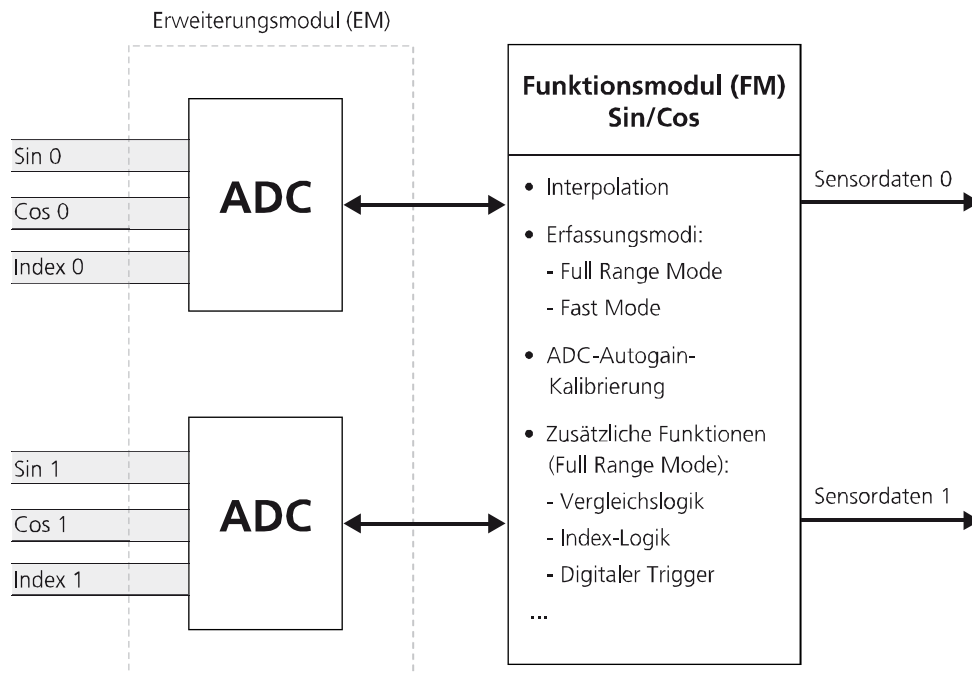 Erweiterungsmodul (EM)
Sin 0
Cos 0
Index 0
ADC
Sin 1
Cos 1
Index 1
ADC
Funktionsmodul (FM)
Sin/Cos
• Interpolation
• Erfassungsmodi:
- Full Range Mode
- Fast Mode
• ADC-Autogain-
Kalibrierung
• Zusätzliche Funktionen
(Full Range Mode):
- Vergleichslogik
- Index-Logik
- Digitaler Trigger
...
Sensordaten 0
Sensordaten 1